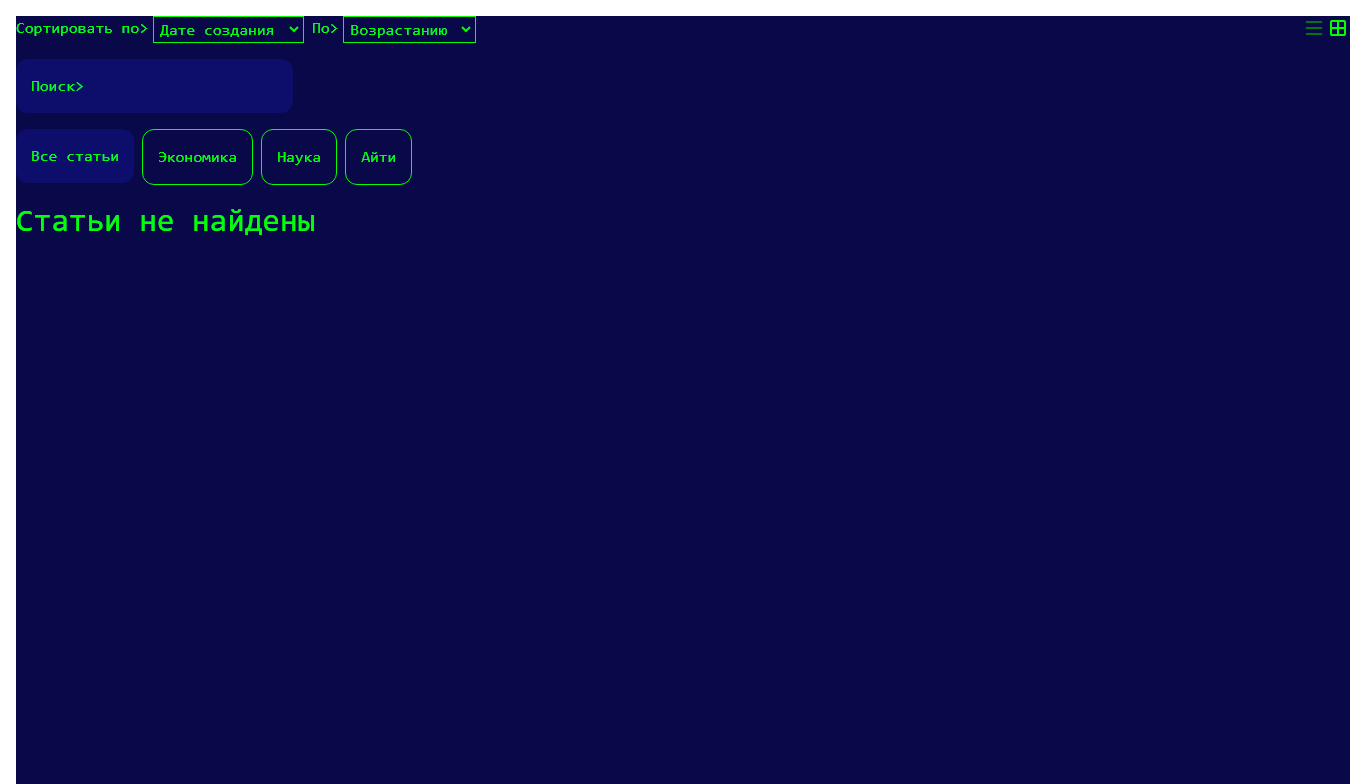 Сортировать по> Дате создания По> Возрастанию
Поиск>
Все статьи Экономика Наука Айти
Статьи не найдены